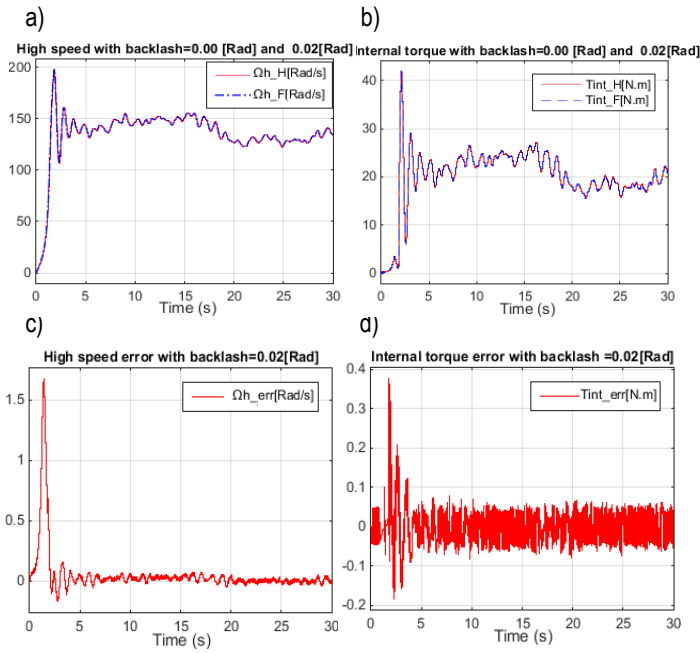 a)
High speed with backlash=0.00 [Rad] and 0.02[Rad]
Ωh_H[Rad/s]
Ωh_F[Rad/s]
200
150
100
50
0
0 5 10 15 20 25 30
Time (s)
b)
Internal torque with backlash=0.00 [Rad] and 0.02[Rad]
Tint_H[N.m]
Tint_F[N.m]
40
30
20
10
0
0 5 10 15 20 25 30
Time (s)
c)
High speed error with backlash=0.02[Rad]
Ωh_err[Rad/s]
1.5
1
0.5
0
0 5 10 15 20 25 30
Time (s)
d)
Internal torque error with backlash =0.02[Rad]
Tint_err[N.m]
0.4
0.3
0.2
0.1
0
-0.1
-0.2
0 5 10 15 20 25 30
Time (s)